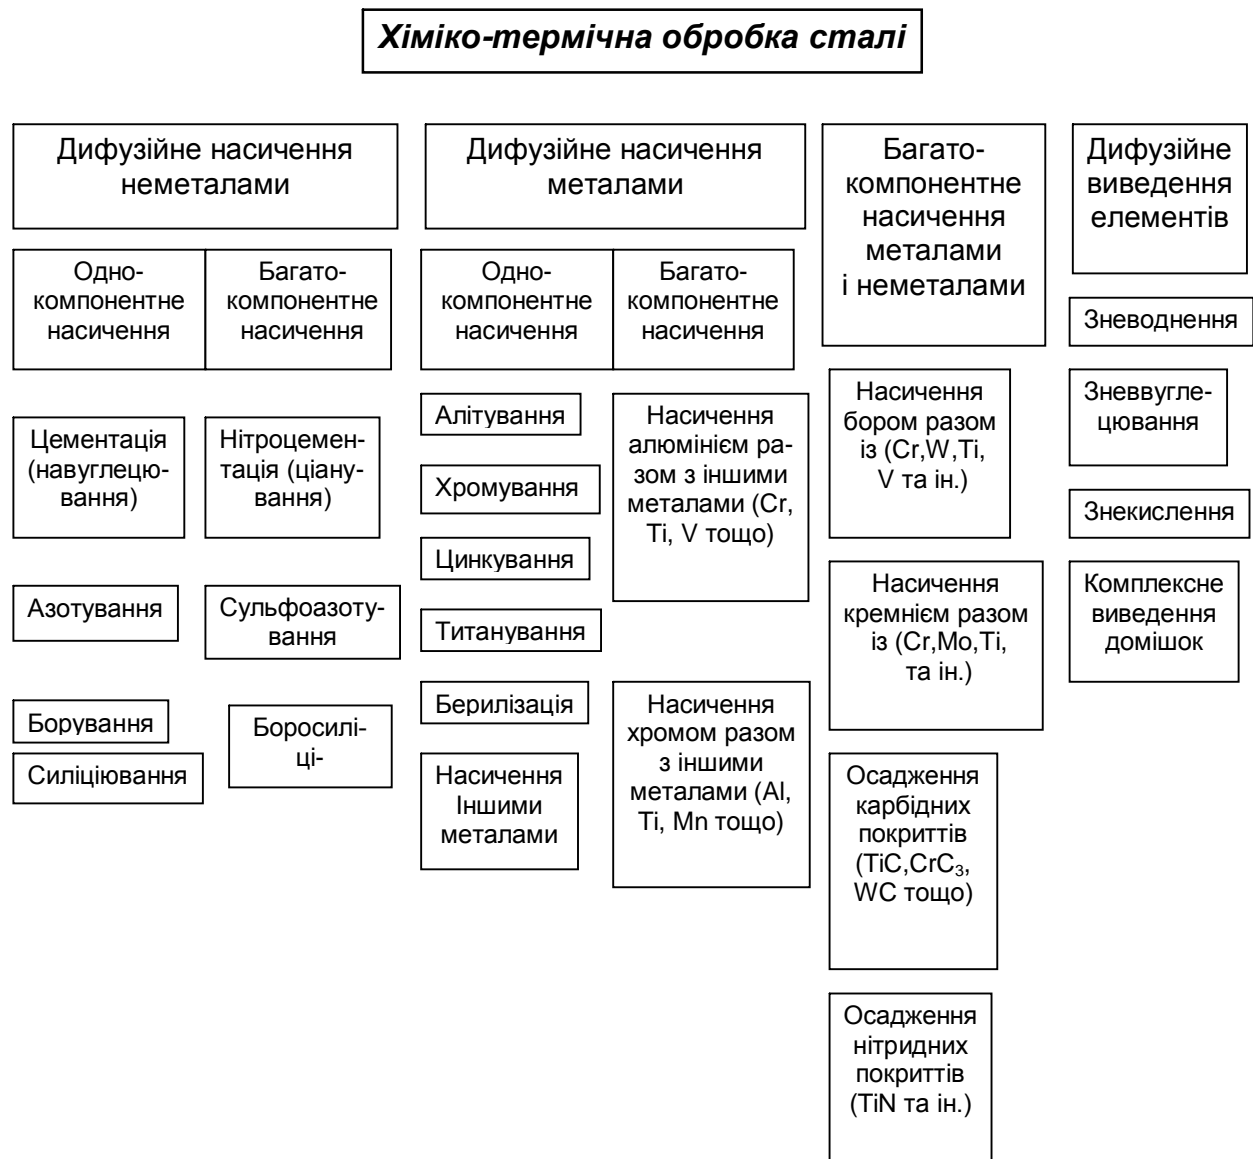 Хіміко-термічна обробка сталі
Дифузійне насичення
неметалами
Одно-
компонентне
насичення
Багато-
компонентне
насичення
Цементація
(навуглецю-
вання)
Нітроцемен-
тація (ціану-
вання)
Азотування
Сульфоазоту-
вання
Борування
Силіціювання
Боросилі-
ці-
Дифузійне насичення
металами
Одно-
компонентне
насичення
Багато-
компонентне
насичення
Алітування
Хромування
Цинкування
Титанування
Берилізація
Насичення
Іншими
металами
Насичення
алюмінієм ра-
зом з іншими
металами (Cr,
Ti, V тощо)
Насичення
хромом разом
з іншими
металами (Al,
Ti, Mn тощо)
Багато-
компонентне
насичення
металами
і неметалами
Насичення
бором разом
із (Cr,W,Ti,
V та ін.)
Насичення
кремнієм разом
із (Cr,Mo,Ti,
та ін.)
Осадження
карбідних
покриттів
(TiC,CrC₃,
WC тощо)
Осадження
нітридних
покриттів
(TiN та ін.)
Дифузійне
виведення
елементів
Зневоднення
Зневвугле-
цювання
Знекислення
Комплексне
виведення
домішок